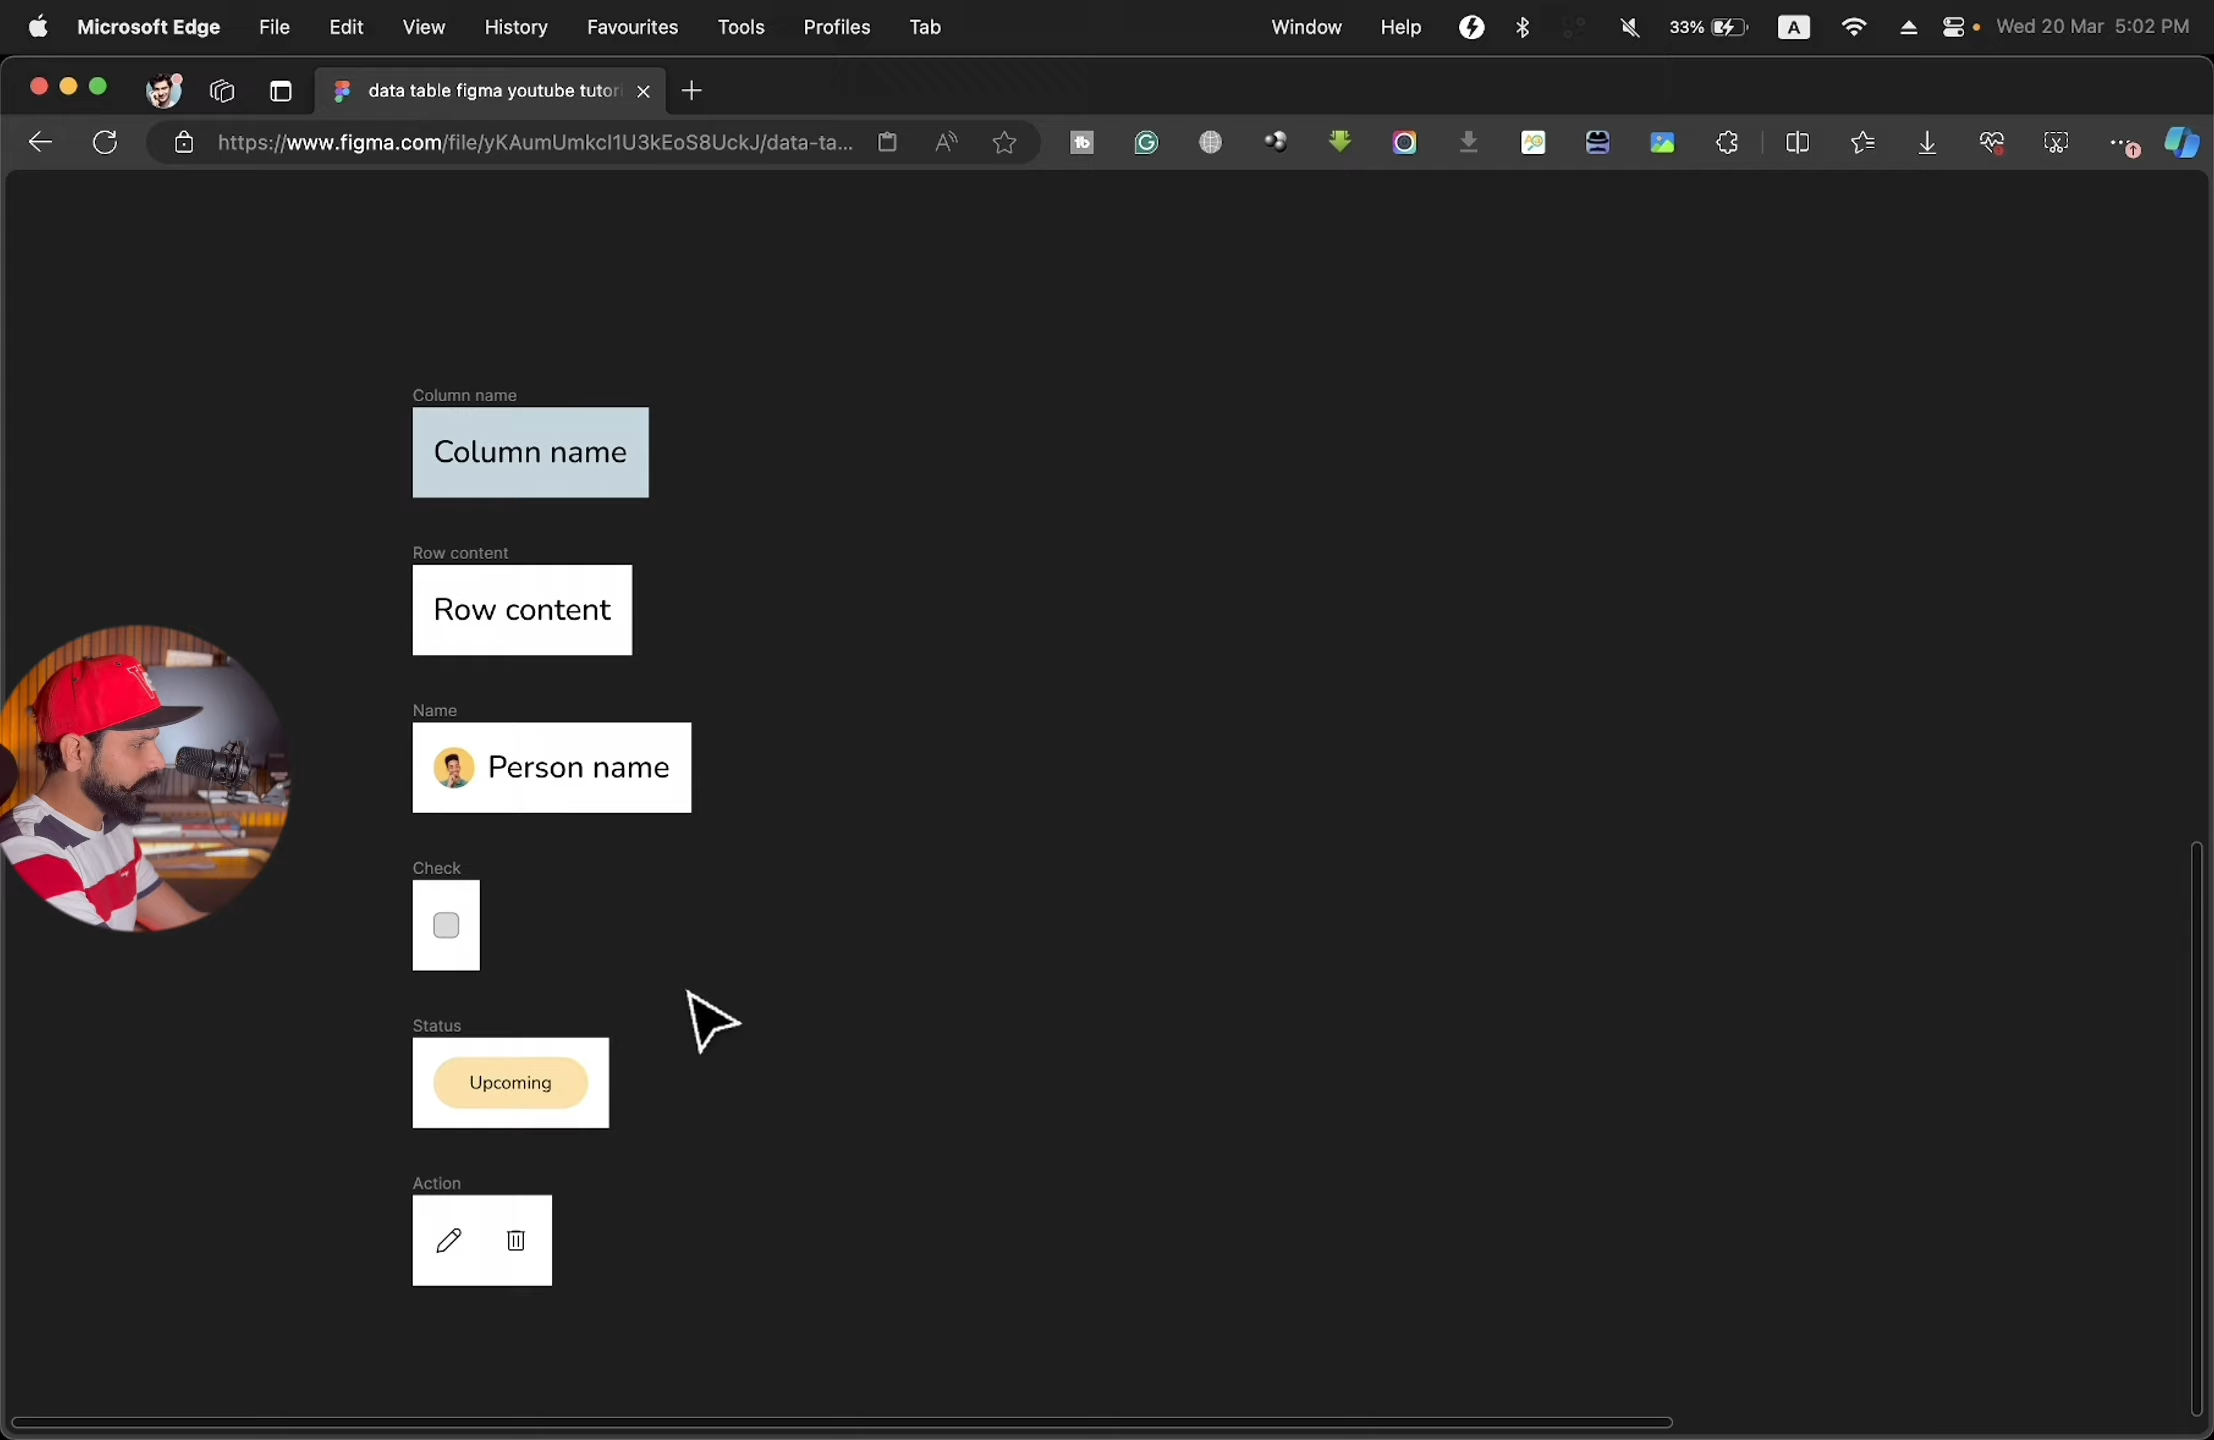 Microsoft Edge File Edit View History Favourites Tools Profiles Tab Window Help 33% A Wed 20 Mar 5:02 PM
data table figma youtube tutori
https://www.figma.com/file/yKAumUmkcI1U3kEoS8UckJ/data-ta...
Column name
Column name
Row content
Row content
Name
Person name
Check
Status
Upcoming
Action